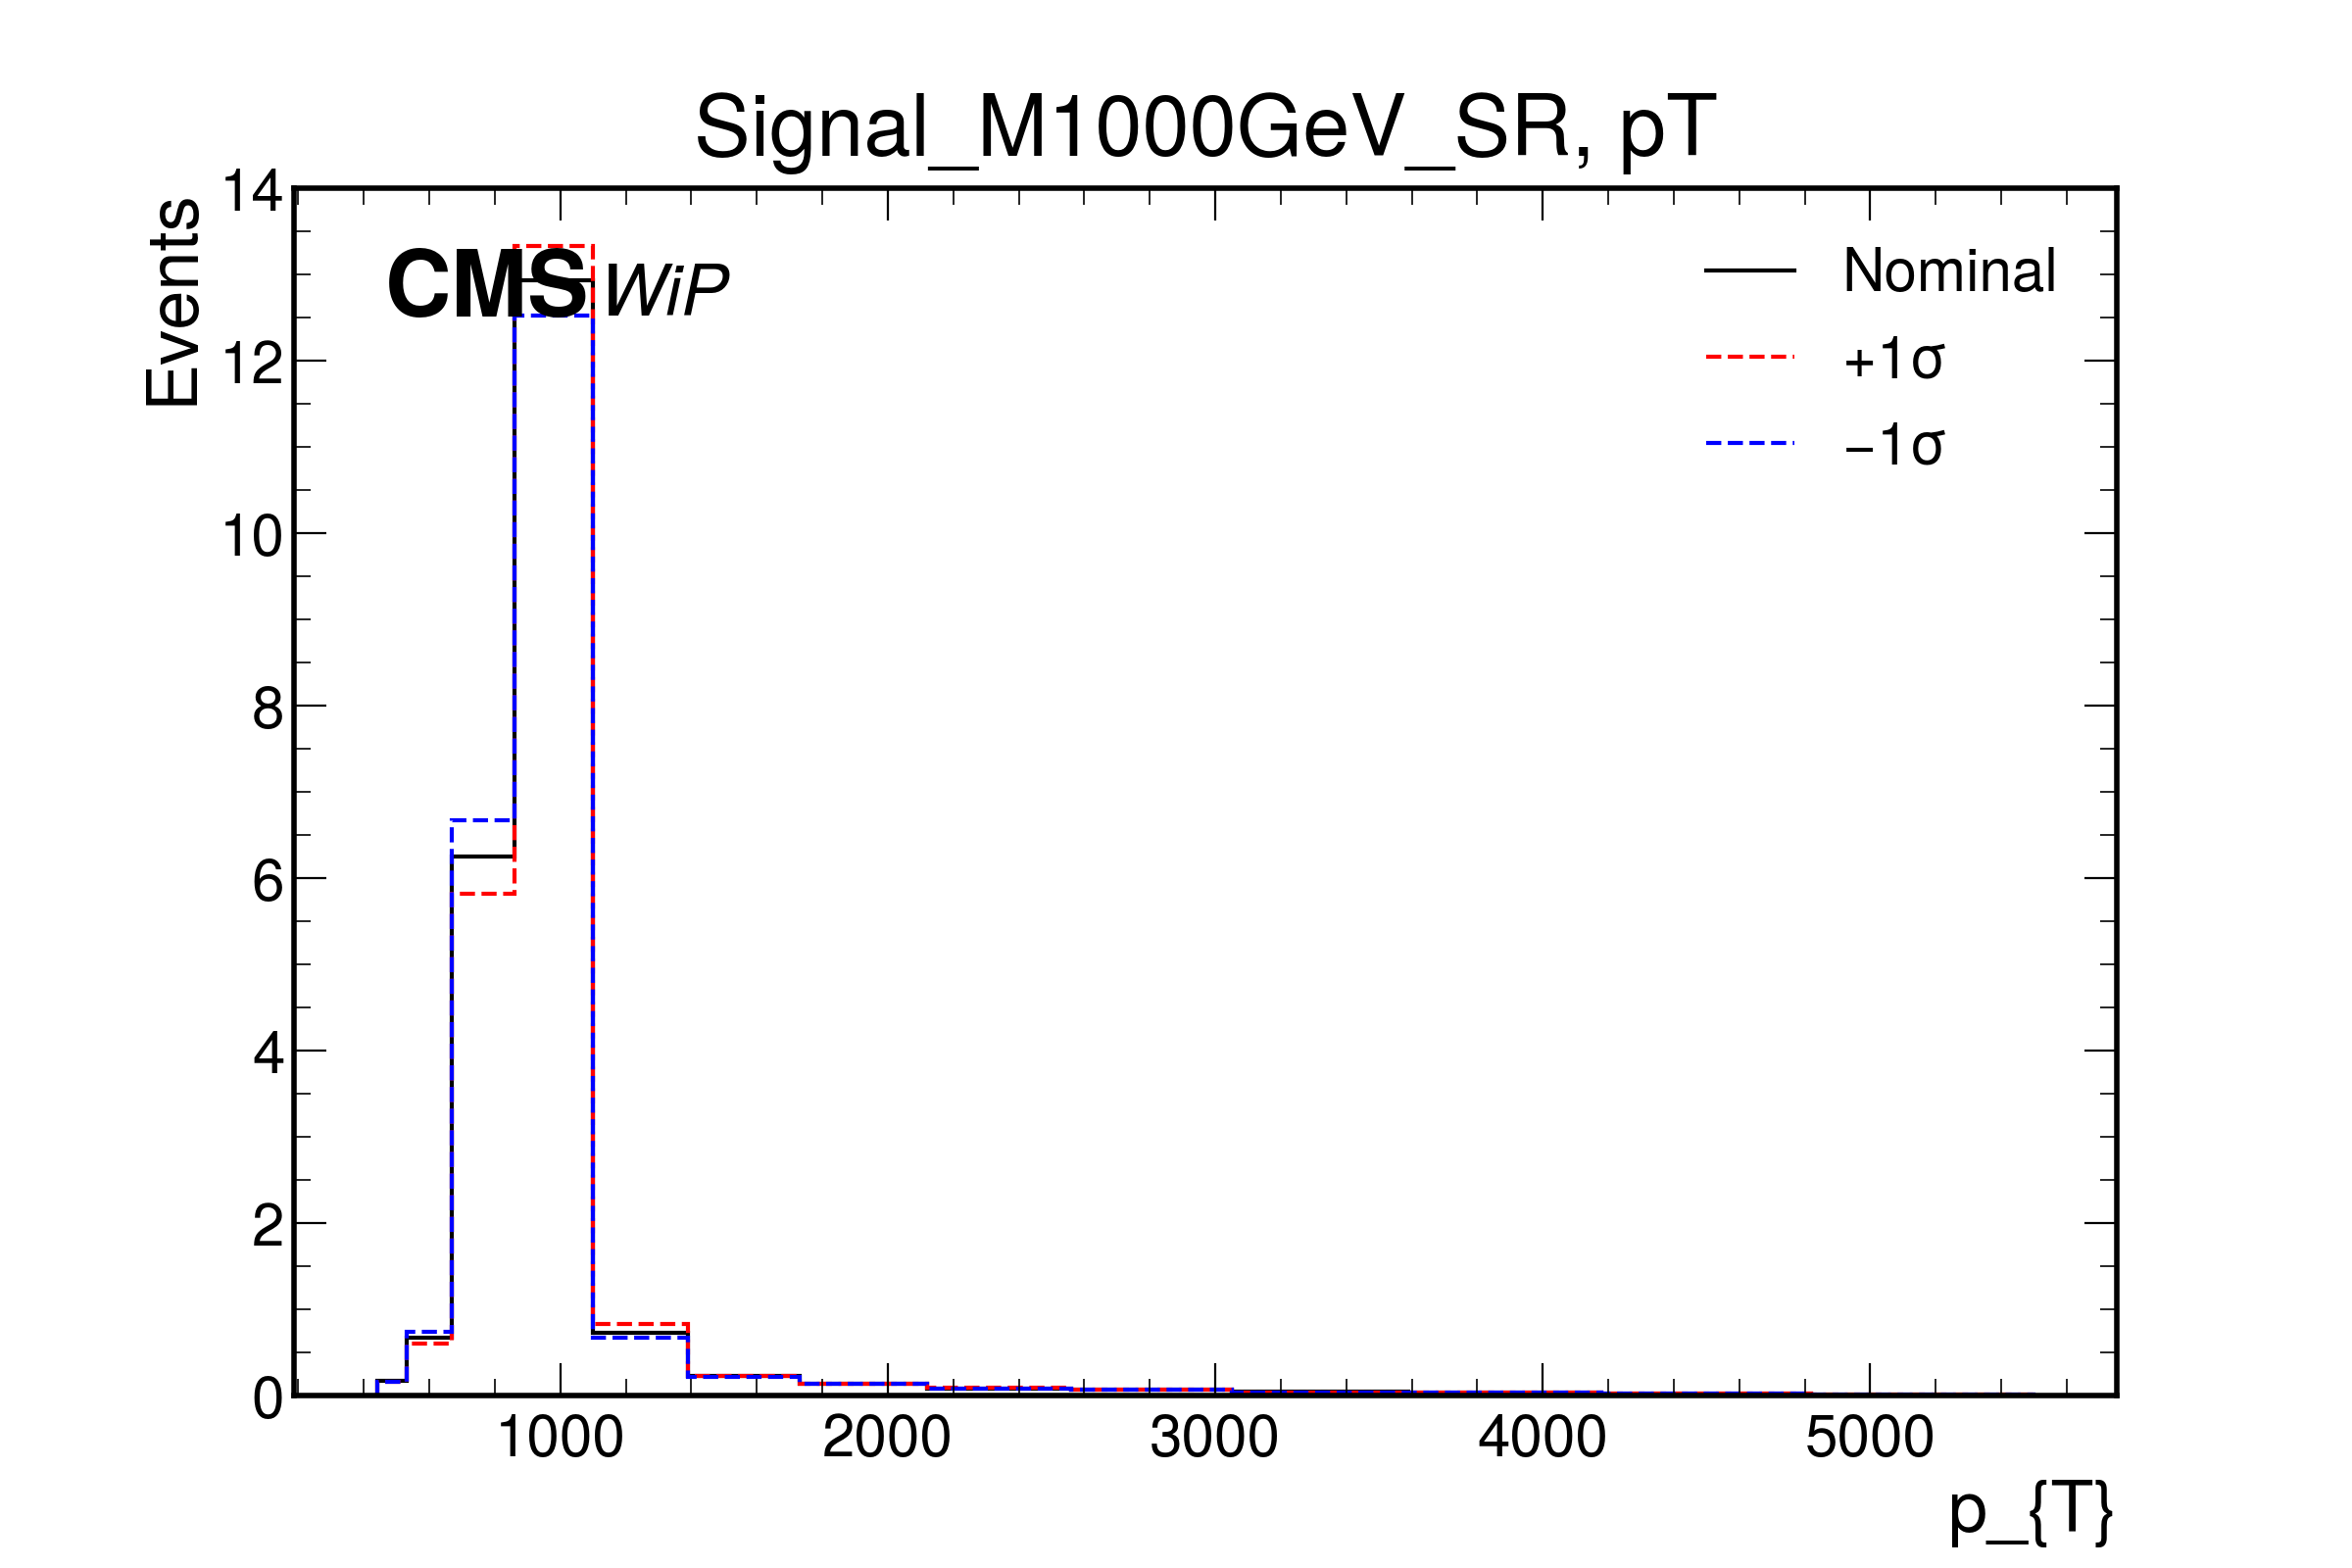 Signal_M1000GeV_SR, pT
Events
14
12
10
8
6
4
2
0
CMS WiP
Nominal
+1σ
−1σ
1000 2000 3000 4000 5000
p_{T}